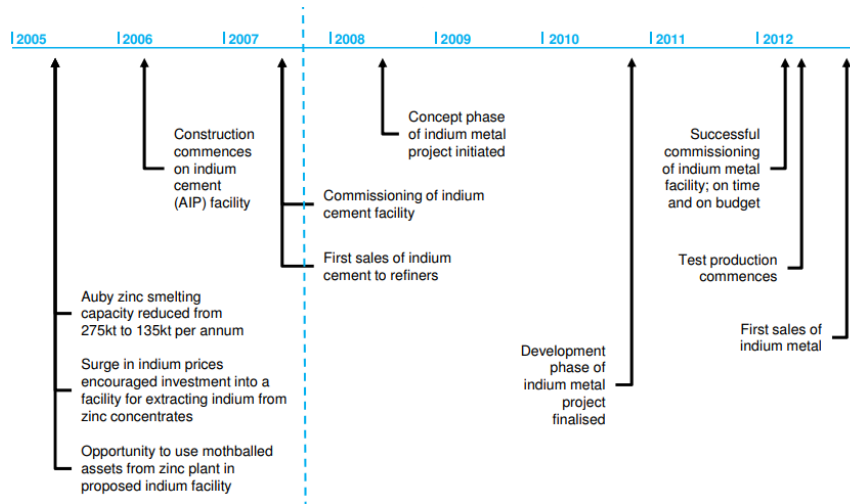 2005 2006 2007 2008 2009 2010 2011 2012
Construction
commences
on indium
cement
(AIP) facility
Concept phase
of indium metal
project initiated
Successful
commissioning
of indium metal
facility; on time
and on budget
Commissioning of indium
cement facility
First sales of indium
cement to refiners
Test production
commences
Auby zinc smelting
capacity reduced from
275kt to 135kt per annum
First sales of
indium metal
Surge in indium prices
encouraged investment into a
facility for extracting indium from
zinc concentrates
Development
phase of
indium metal
project
finalised
Opportunity to use mothballed
assets from zinc plant in
proposed indium facility